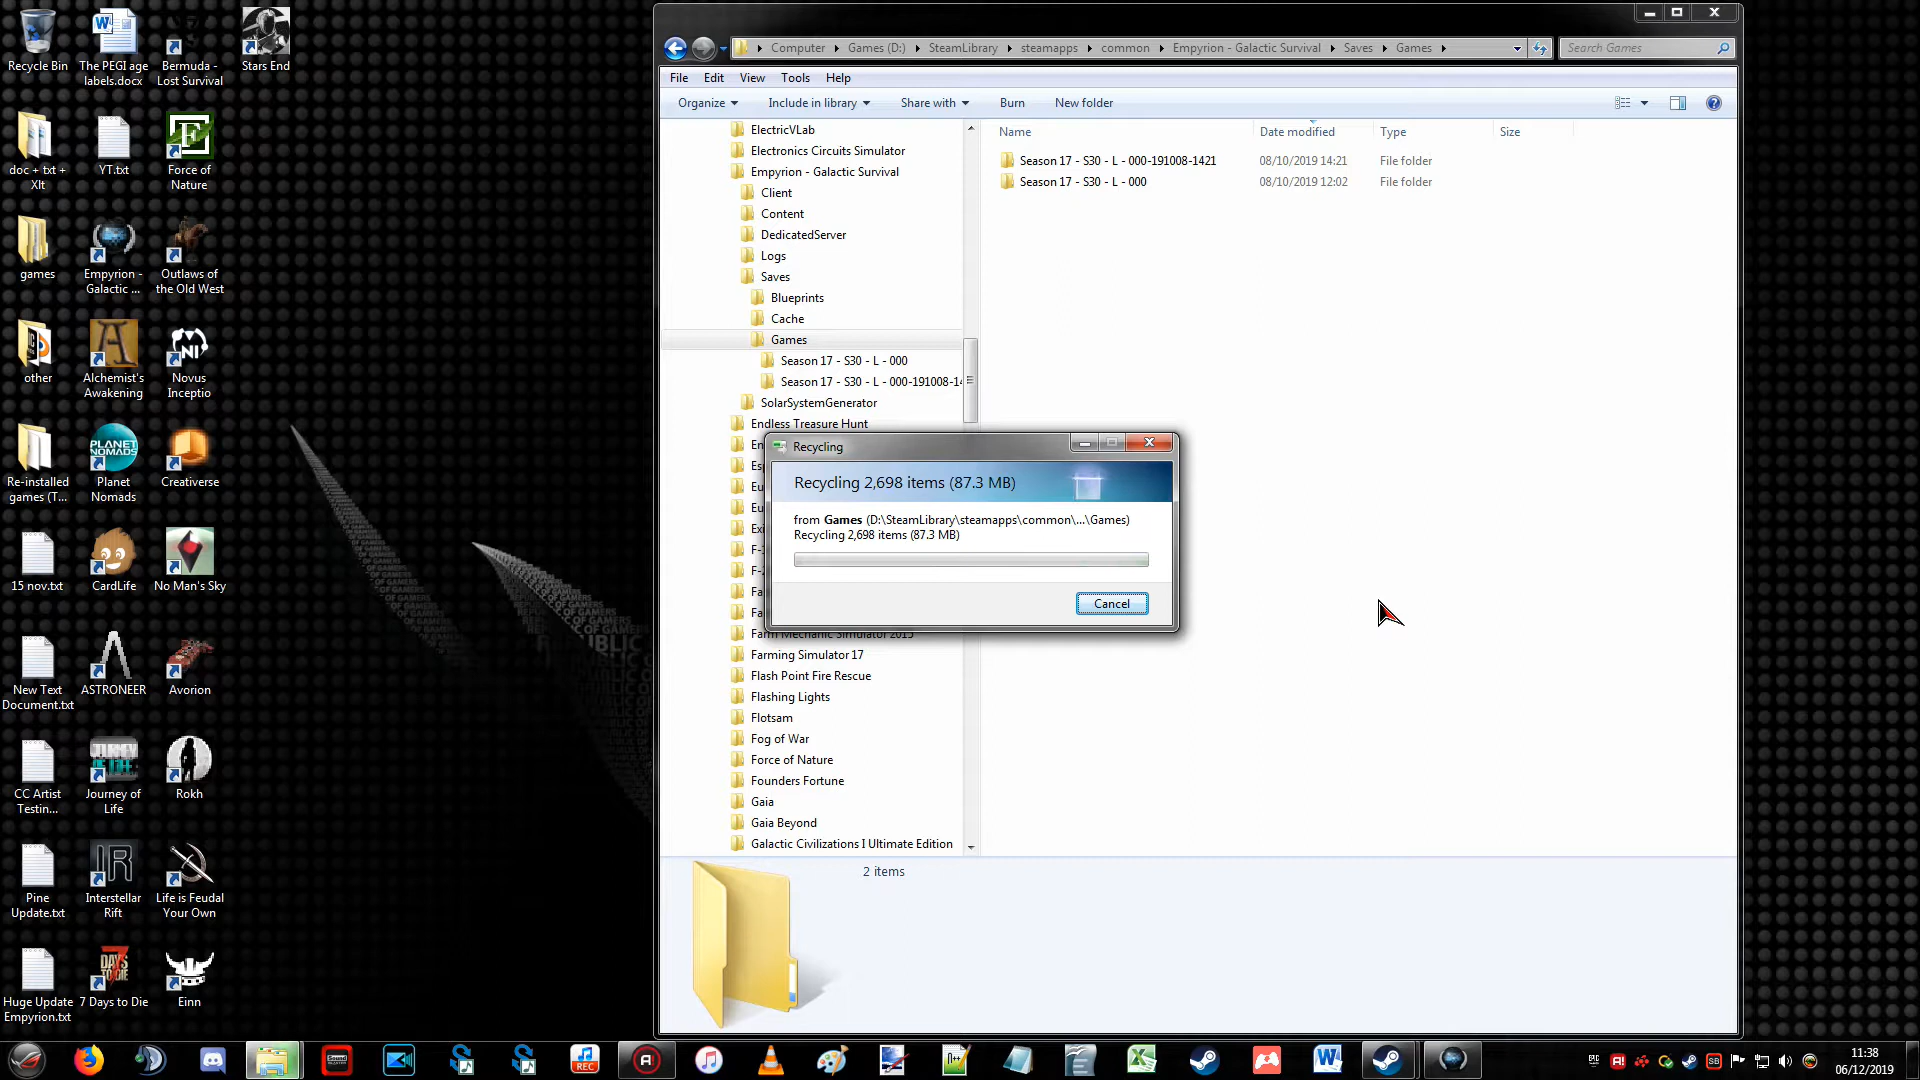 Recycle Bin
The PEGI age
labels.docx
Bermuda -
Lost Survival
Stars End
doc + txt +
Xlt
YT.txt
Force of
Nature
games
Empyrion -
Galactic ...
Outlaws of
the Old West
other
Alchemist's
Awakening
Novus
Inceptio
Re-installed
games (T...
PLANET
NOMADS
Planet
Nomads
Creativerse
15 nov.txt
CardLife
No Man's Sky
New Text
Document.txt
ASTRONEER
Avorion
CC Artist
Testin...
Journey of
Life
Rokh
Pine
Update.txt
Interstellar
Rift
Life is Feudal
Your Own
Huge Update
Empyrion.txt
7 Days to Die
Einn
Computer
Games (D:)
SteamLibrary
steamapps
common
Empyrion - Galactic Survival
Saves
Games
Search Games
File
Edit
View
Tools
Help
Organize
Include in library
Share with
Burn
New folder
ElectricVLab
Electronics Circuits Simulator
Empyrion - Galactic Survival
Client
Content
DedicatedServer
Logs
Saves
Blueprints
Cache
Games
Season 17 - S30 - L - 000
Season 17 - S30 - L - 000-191008-14
SolarSystemGenerator
Endless Treasure Hunt
Farm Mechanic Simulator 2015
Farming Simulator 17
Flash Point Fire Rescue
Flashing Lights
Flotsam
Fog of War
Force of Nature
Founders Fortune
Gaia
Gaia Beyond
Galactic Civilizations I Ultimate Edition
Name
Date modified
Type
Size
Season 17 - S30 - L - 000-191008-1421
08/10/2019 14:21
File folder
Season 17 - S30 - L - 000
08/10/2019 12:02
File folder
Recycling
Recycling 2,698 items (87.3 MB)
from Games (D:\SteamLibrary\steamapps\common\...\Games)
Recycling 2,698 items (87.3 MB)
Cancel
2 items
11:38
06/12/2019